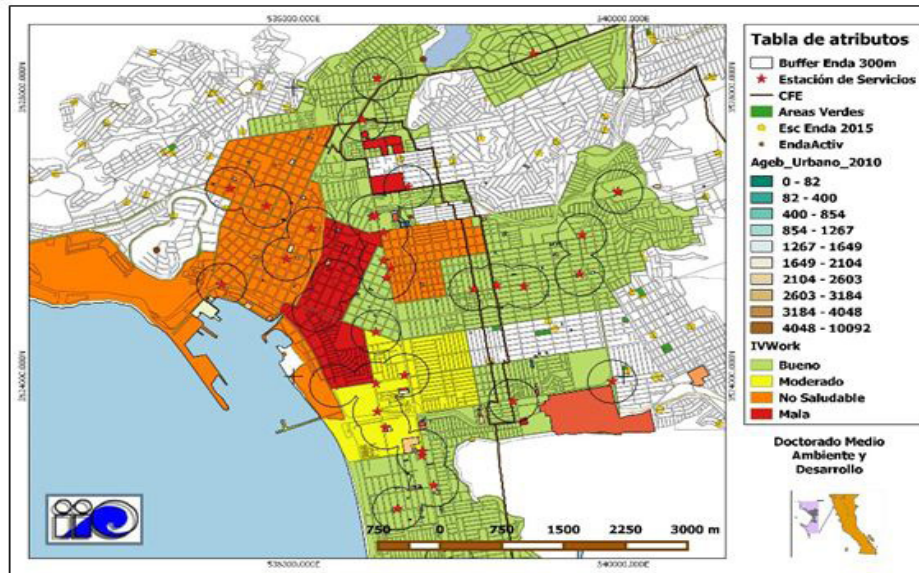 535000.000E
540000.000E
Tabla de atributos
Buffer Enda 300m
Estación de Servicios
CFE
Areas Verdes
Esc Enda 2015
EndaActiv
Ageb_Urbano_2010
0 - 82
82 - 400
400 - 854
854 - 1267
1267 - 1649
1649 - 2104
2104 - 2603
2603 - 3184
3184 - 4048
4048 - 10092
IVWork
Bueno
Moderado
No Saludable
Mala
Doctorado Medio
Ambiente y
Desarrollo
750 0 750 1500 2250 3000 m
540000.000E